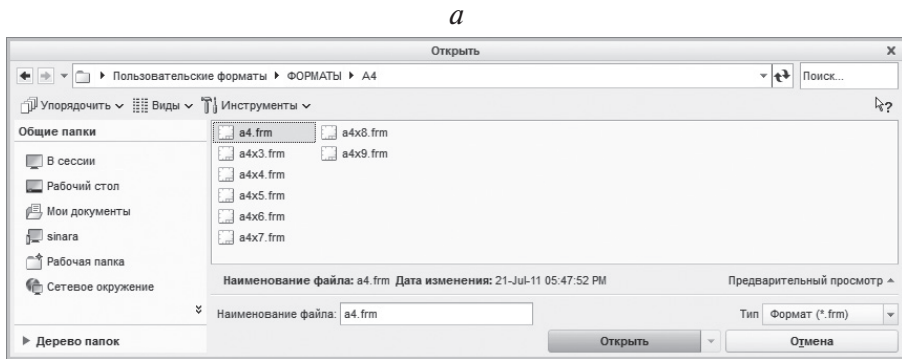 а
Открыть x
Пользовательские форматы ФОРМАТЫ А4 Поиск...
Упорядочить Виды Инструменты ?
Общие папки
В сессии
Рабочий стол
Мои документы
sinara
Рабочая папка
Сетевое окружение
Дерево папок
a4.frm a4x8.frm
a4x3.frm a4x9.frm
a4x4.frm
a4x5.frm
a4x6.frm
a4x7.frm
Наименование файла: a4.frm Дата изменения: 21-Jul-11 05:47:52 PM Предварительный просмотр
Наименование файла: a4.frm Тип Формат (*.frm)
Открыть Отмена